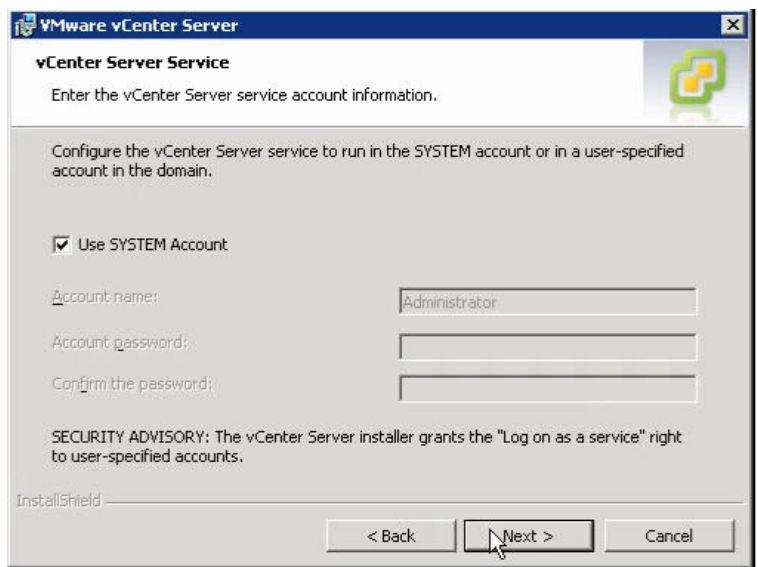 VMware vCenter Server
vCenter Server Service
Enter the vCenter Server service account information.
Configure the vCenter Server service to run in the SYSTEM account or in a user-specified
account in the domain.
Use SYSTEM Account
Account name:
Administrator
Account password:
Confirm the password:
SECURITY ADVISORY: The vCenter Server installer grants the "Log on as a service" right
to user-specified accounts.
InstallShield
< Back
Next >
Cancel